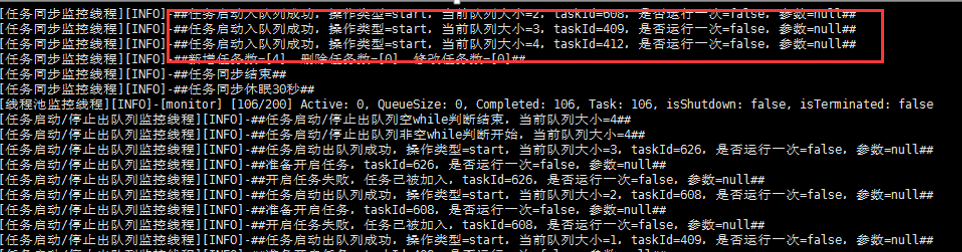 [任务同步监控线程][INFO]-##任务启动入队列成功，操作类型=start，当前队列大小=2，taskId=608，是否运行一次=false，参数=null##
[任务同步监控线程][INFO]-##任务启动入队列成功，操作类型=start，当前队列大小=3，taskId=409，是否运行一次=false，参数=null##
[任务同步监控线程][INFO]-##任务启动入队列成功，操作类型=start，当前队列大小=4，taskId=412，是否运行一次=false，参数=null##
[任务同步监控线程][INFO]-##新增任务数=[4]，删除任务数=[0]，修改任务数=[0]##
[任务同步监控线程][INFO]-##任务同步结束##
[任务同步监控线程][INFO]-##任务同步休眠30秒##
[线程池监控线程][INFO]-[monitor] [106/200] Active: 0, QueueSize: 0, Completed: 106, Task: 106, isShutdown: false, isTerminated: false
[任务启动/停止出队列监控线程][INFO]-##任务启动/停止出队列空while判断结束，当前队列大小=4##
[任务启动/停止出队列监控线程][INFO]-##任务启动/停止出队列非空while判断开始，当前队列大小=4##
[任务启动/停止出队列监控线程][INFO]-##任务启动出队列成功，操作类型=start，当前队列大小=3，taskId=626，是否运行一次=false，参数=null##
[任务启动/停止出队列监控线程][INFO]-##准备开启任务，taskId=626，是否运行一次=false，参数=null##
[任务启动/停止出队列监控线程][INFO]-##开启任务失败，任务已被加入，taskId=626，是否运行一次=false，参数=null##
[任务启动/停止出队列监控线程][INFO]-##任务启动出队列成功，操作类型=start，当前队列大小=2，taskId=608，是否运行一次=false，参数=null##
[任务启动/停止出队列监控线程][INFO]-##准备开启任务，taskId=608，是否运行一次=false，参数=null##
[任务启动/停止出队列监控线程][INFO]-##开启任务失败，任务已被加入，taskId=608，是否运行一次=false，参数=null##
[任务启动/停止出队列监控线程][INFO]-##任务启动出队列成功，操作类型=start，当前队列大小=1，taskId=409，是否运行一次=false，参数=null##